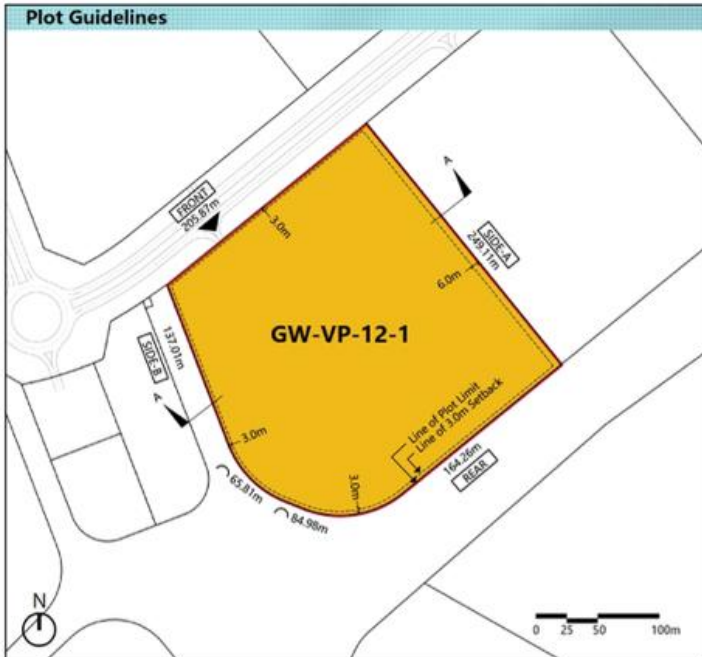 Plot Guidelines
FRONT
205.87m
A
3.0m
SIDE-A
249.11m
6.0m
GW-VP-12-1
137.01m
SIDE-B
A
3.0m
Line of Plot Limit
Line of 3.0m Setback
164.26m
REAR
3.0m
65.81m
84.98m
N
0 25 50 100m